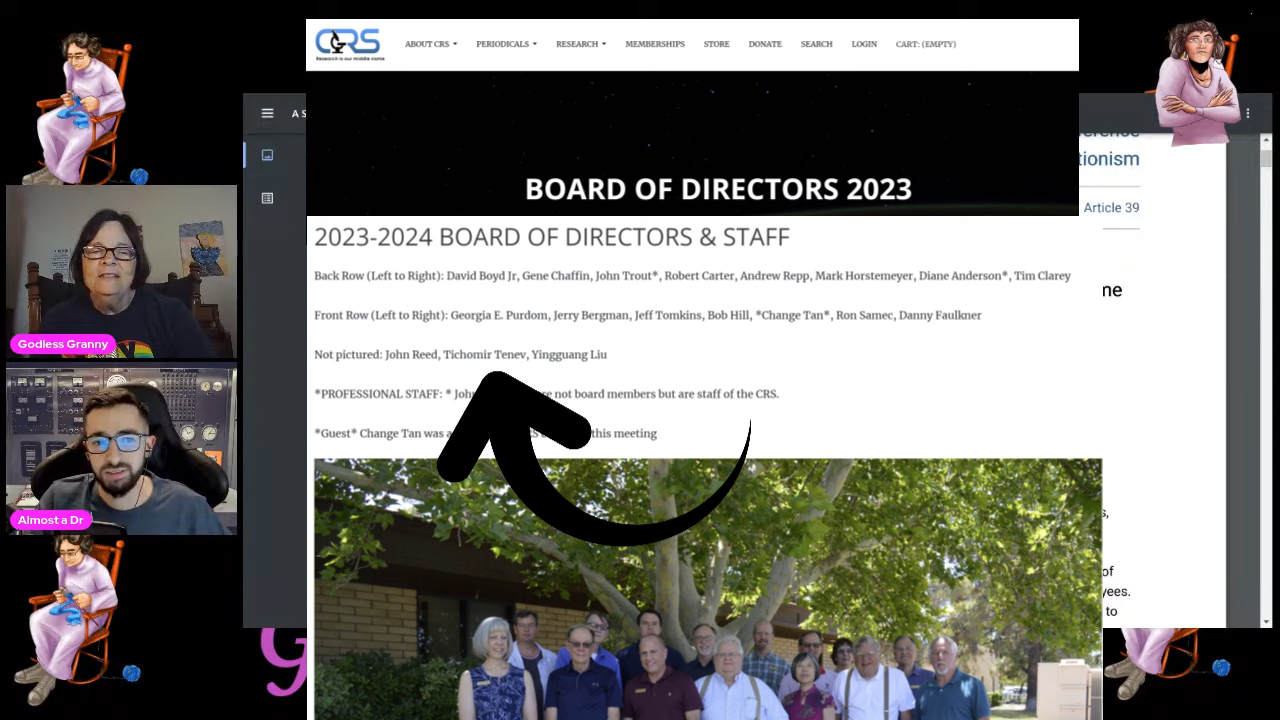 CRS
Research is our middle name
ABOUT CRS PERIODICALS RESEARCH MEMBERSHIPS STORE DONATE SEARCH LOGIN CART: (EMPTY)
A S
tionism
BOARD OF DIRECTORS 2023
Article 39
2023-2024 BOARD OF DIRECTORS & STAFF
Back Row (Left to Right): David Boyd Jr, Gene Chaffin, John Trout*, Robert Carter, Andrew Repp, Mark Horstemeyer, Diane Anderson*, Tim Clarey
me
Front Row (Left to Right): Georgia E. Purdom, Jerry Bergman, Jeff Tomkins, Bob Hill, *Change Tan*, Ron Samec, Danny Faulkner
Godless Granny
Not pictured: John Reed, Tichomir Tenev, Yingguang Liu
*PROFESSIONAL STAFF: * John not board members but are staff of the CRS.
*Guest* Change Tan was this meeting
Almost a Dr
of
yees.
to